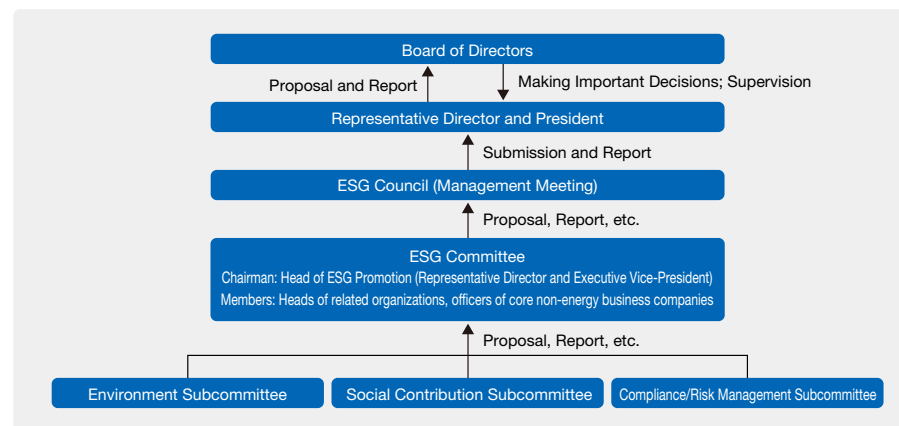 Board of Directors
Proposal and Report
Making Important Decisions; Supervision
Representative Director and President
Submission and Report
ESG Council (Management Meeting)
Proposal, Report, etc.
ESG Committee
Chairman: Head of ESG Promotion (Representative Director and Executive Vice-President)
Members: Heads of related organizations, officers of core non-energy business companies
Proposal, Report, etc.
Environment Subcommittee
Social Contribution Subcommittee
Compliance/Risk Management Subcommittee